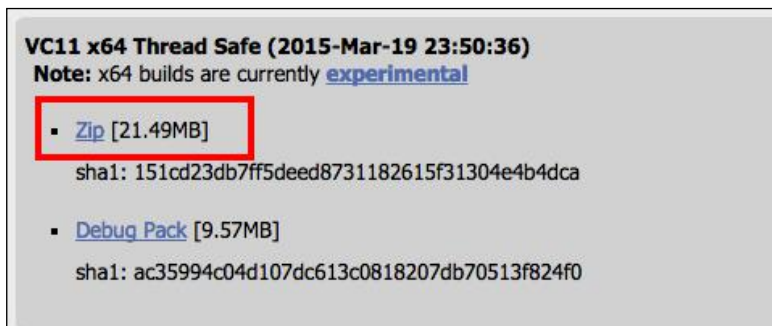 VC11 x64 Thread Safe (2015-Mar-19 23:50:36)
Note: x64 builds are currently experimental
▪ Zip [21.49MB]
sha1: 151cd23db7ff5deed8731182615f31304e4b4dca
▪ Debug Pack [9.57MB]
sha1: ac35994c04d107dc613c0818207db70513f824f0